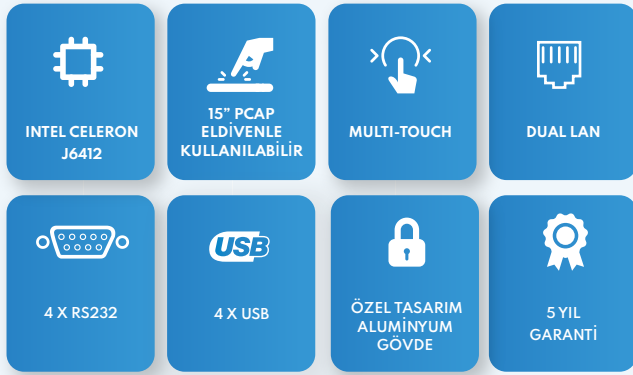 INTEL CELERON
J6412
15" PCAP
ELDİVENLE
KULLANILABİLİR
MULTI-TOUCH
DUAL LAN
4 X RS232
USB
4 X USB
ÖZEL TASARIM
ALUMİNYUM
GÖVDE
5 YIL
GARANTİ